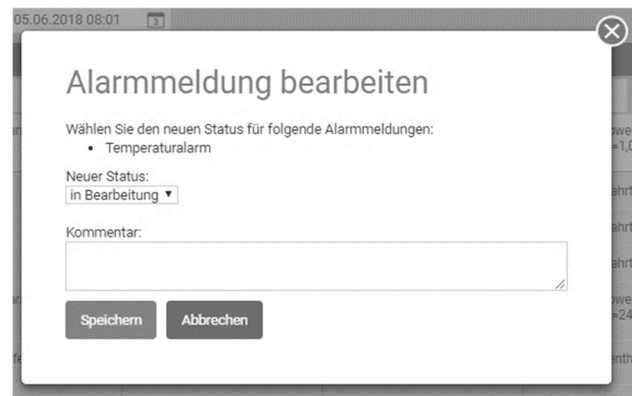 05.06.2018 08:01
Alarmmeldung bearbeiten
Wählen Sie den neuen Status für folgende Alarmmeldungen:
• Temperaturalarm
Neuer Status:
in Bearbeitung
Kommentar:
Speichern Abbrechen